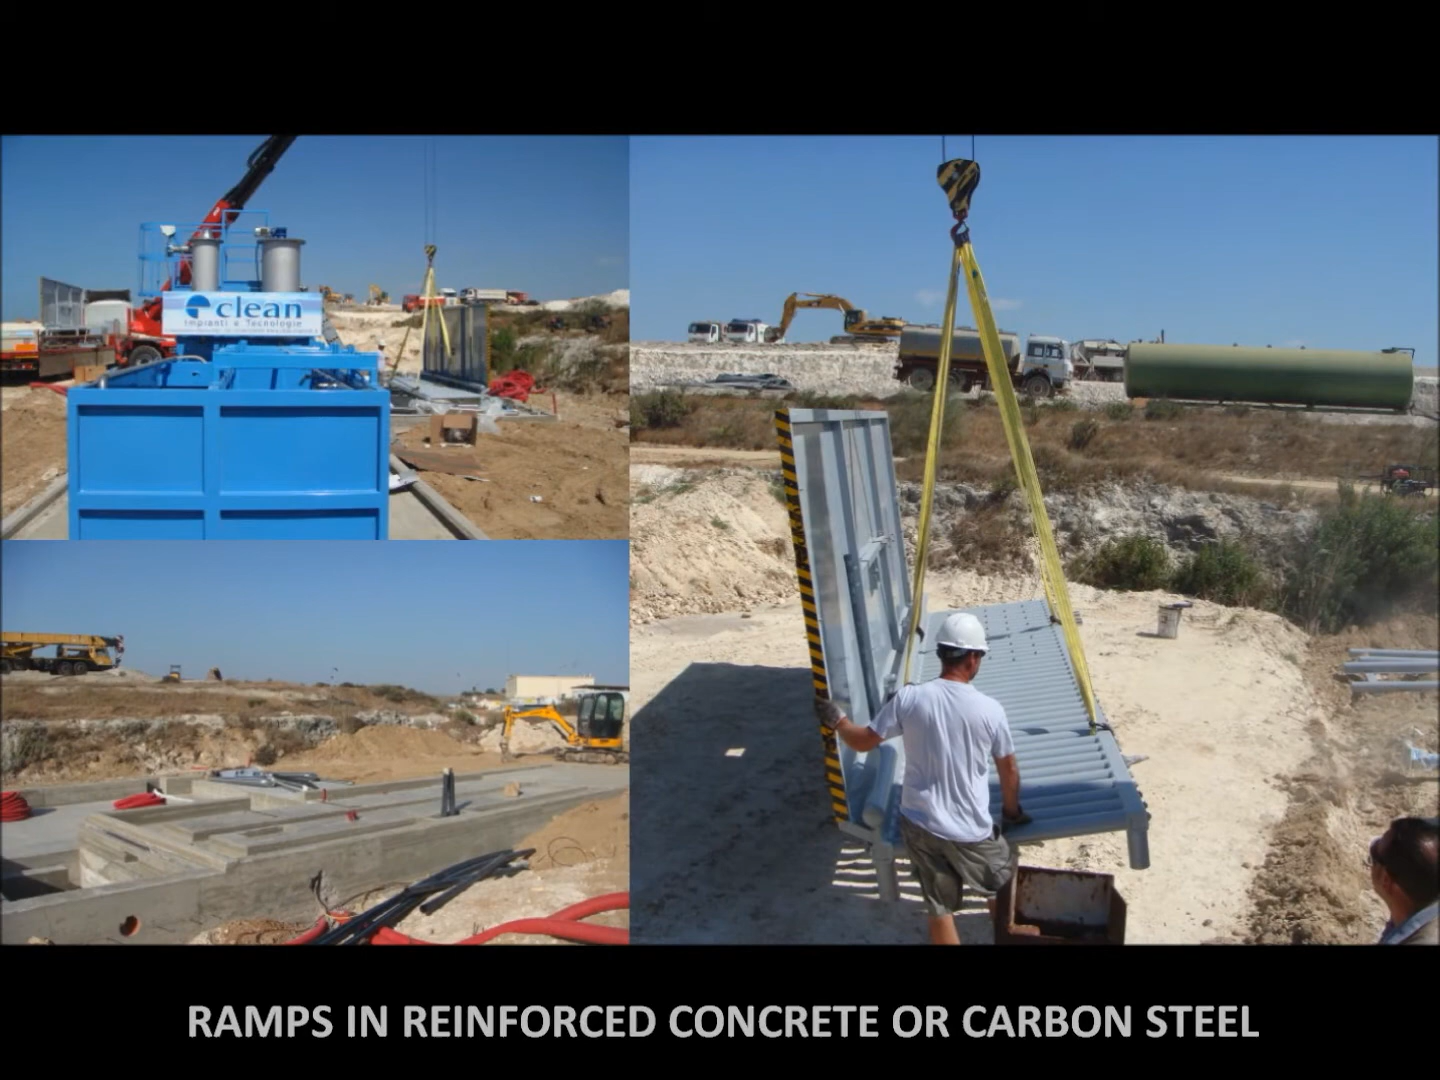 clean
Impianti e Tecnologie
RAMPS IN REINFORCED CONCRETE OR CARBON STEEL